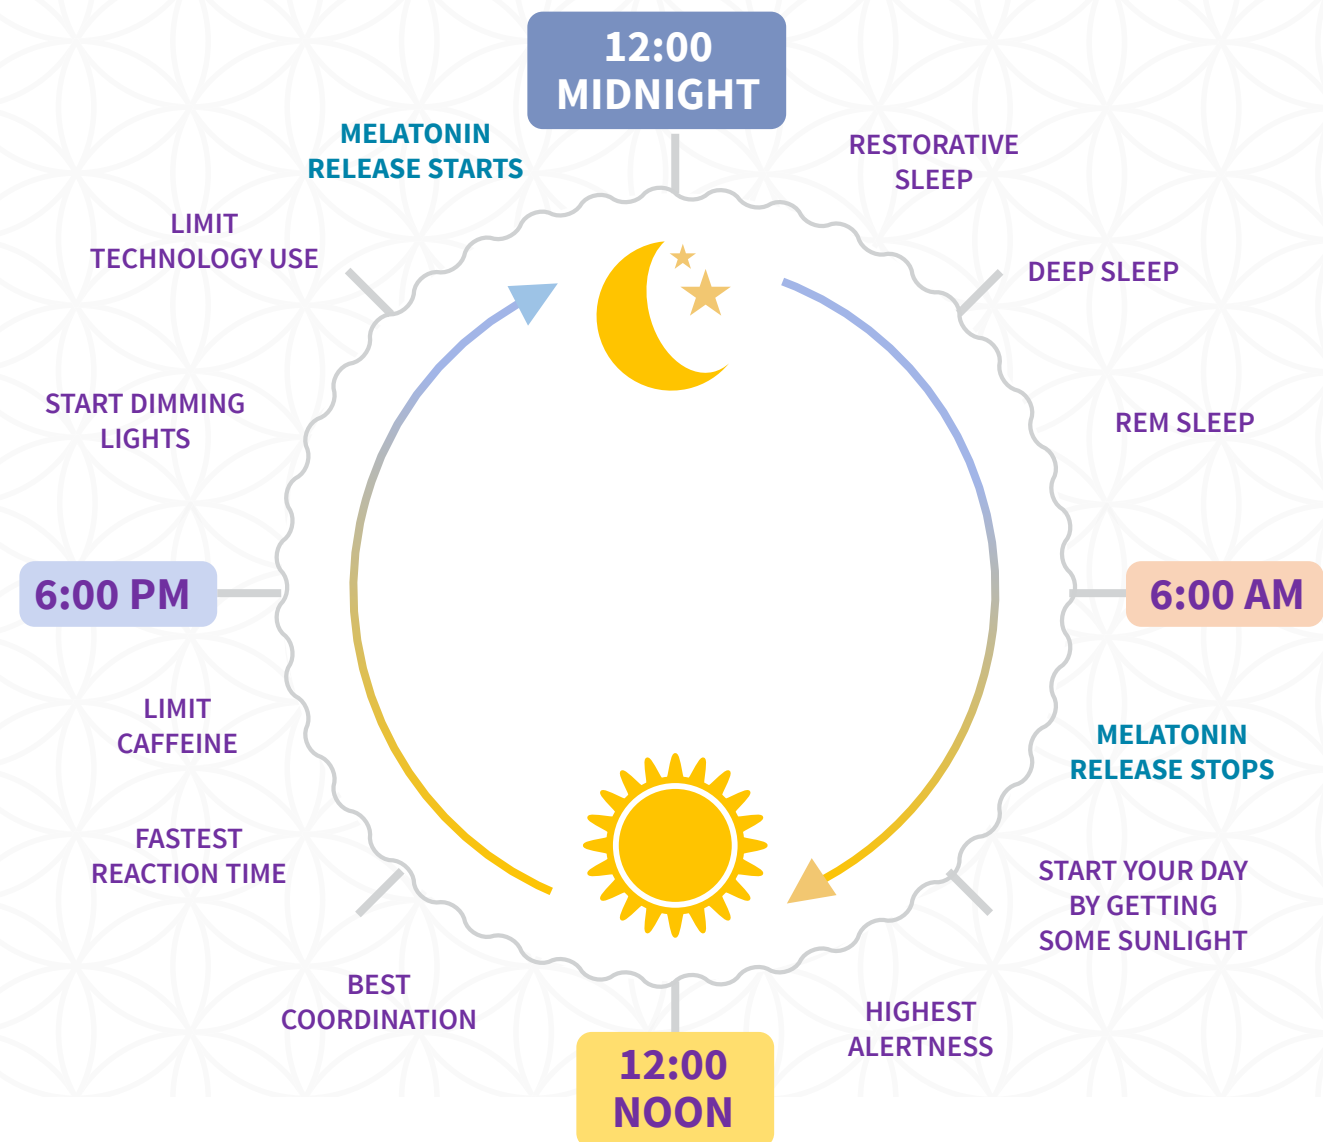 12:00
MIDNIGHT
RESTORATIVE
SLEEP
DEEP SLEEP
REM SLEEP
6:00 AM
MELATONIN
RELEASE STOPS
START YOUR DAY
BY GETTING
SOME SUNLIGHT
HIGHEST
ALERTNESS
12:00
NOON
BEST
COORDINATION
FASTEST
REACTION TIME
LIMIT
CAFFEINE
6:00 PM
START DIMMING
LIGHTS
LIMIT
TECHNOLOGY USE
MELATONIN
RELEASE STARTS